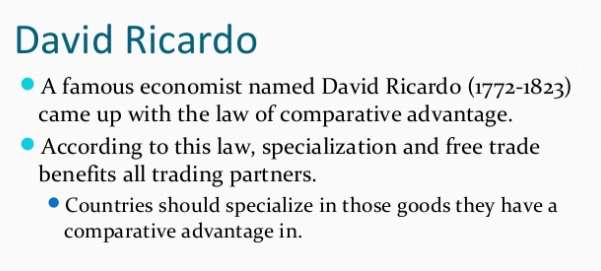 David Ricardo
A famous economist named David Ricardo (1772-1823)
came up with the law of comparative advantage.
According to this law, specialization and free trade
benefits all trading partners.
Countries should specialize in those goods they have a
comparative advantage in.